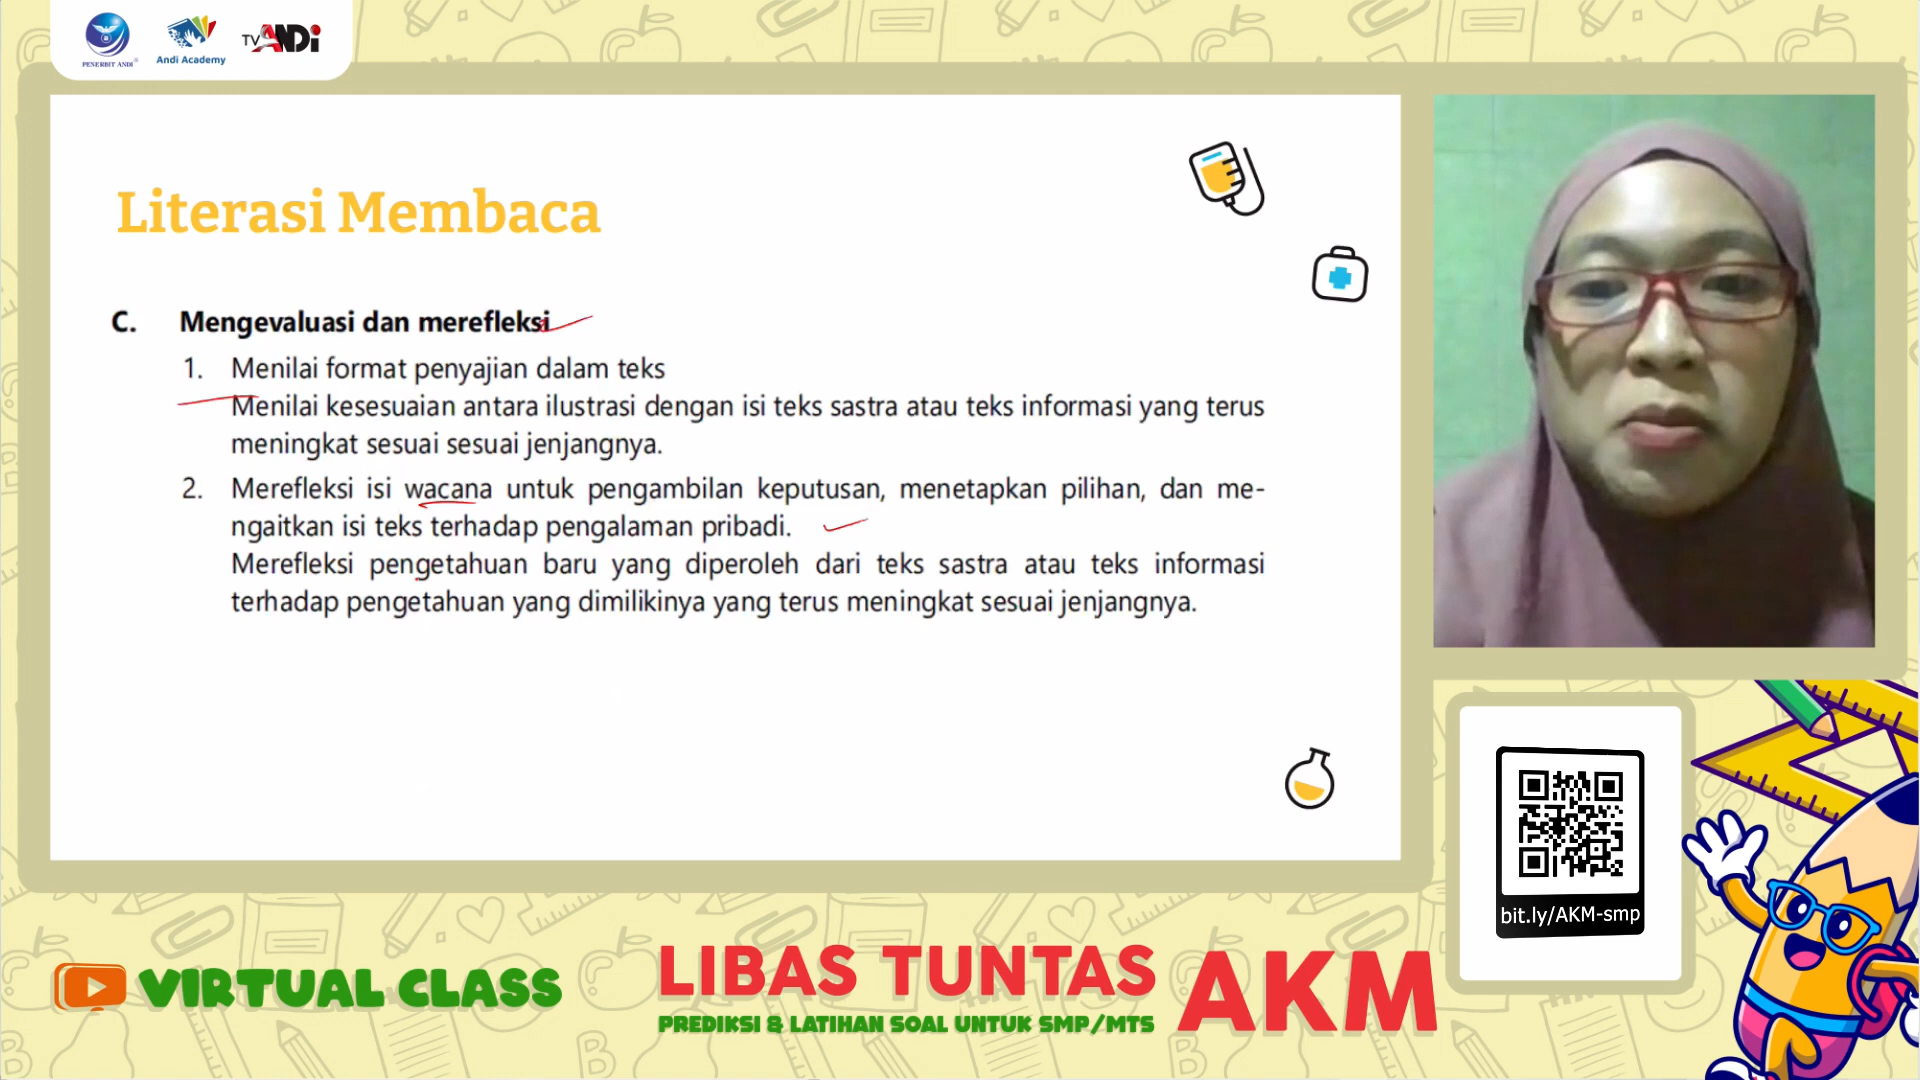 PENERBIT ANDI
Andi Academy
TV ANDI
Literasi Membaca
C. Mengevaluasi dan merefleksi
1. Menilai format penyajian dalam teks
Menilai kesesuaian antara ilustrasi dengan isi teks sastra atau teks informasi yang terus
meningkat sesuai sesuai jenjangnya.
2. Merefleksi isi wacana untuk pengambilan keputusan, menetapkan pilihan, dan me-
ngaitkan isi teks terhadap pengalaman pribadi.
Merefleksi pengetahuan baru yang diperoleh dari teks sastra atau teks informasi
terhadap pengetahuan yang dimilikinya yang terus meningkat sesuai jenjangnya.
bit.ly/AKM-smp
VIRTUAL CLASS
LIBAS TUNTAS AKM
PREDIKSI & LATIHAN SOAL UNTUK SMP/MTS